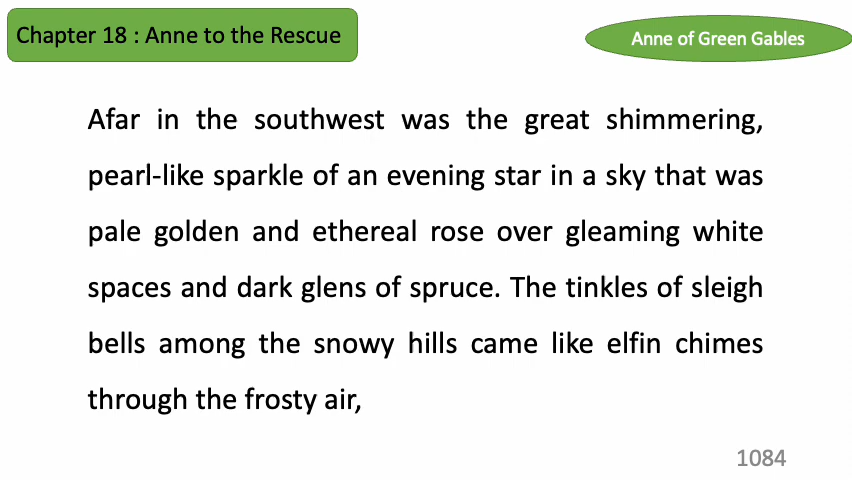 Chapter 18 : Anne to the Rescue
Anne of Green Gables
Afar in the southwest was the great shimmering,
pearl-like sparkle of an evening star in a sky that was
pale golden and ethereal rose over gleaming white
spaces and dark glens of spruce. The tinkles of sleigh
bells among the snowy hills came like elfin chimes
through the frosty air,
1084